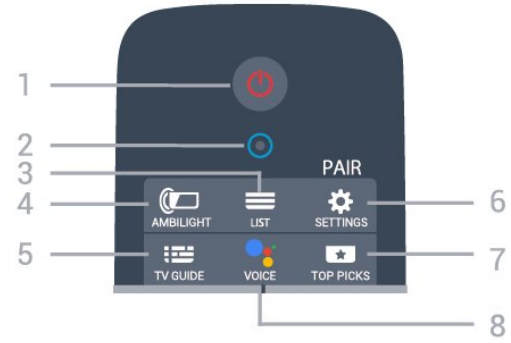 1
2
PAIR
3
4
AMBILIGHT
LIST
SETTINGS
6
5
TV GUIDE
VOICE
TOP PICKS
7
8